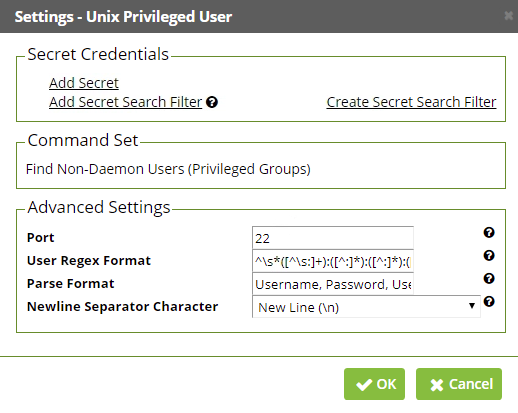 Settings - Unix Privileged User
Secret Credentials
Add Secret
Add Secret Search Filter
Create Secret Search Filter
Command Set
Find Non-Daemon Users (Privileged Groups)
Advanced Settings
Port 22
User Regex Format ^\s*([^\s:]+):([^:]*):([^:]*):(
Parse Format Username, Password, Use
Newline Separator Character New Line (\n)
OK Cancel